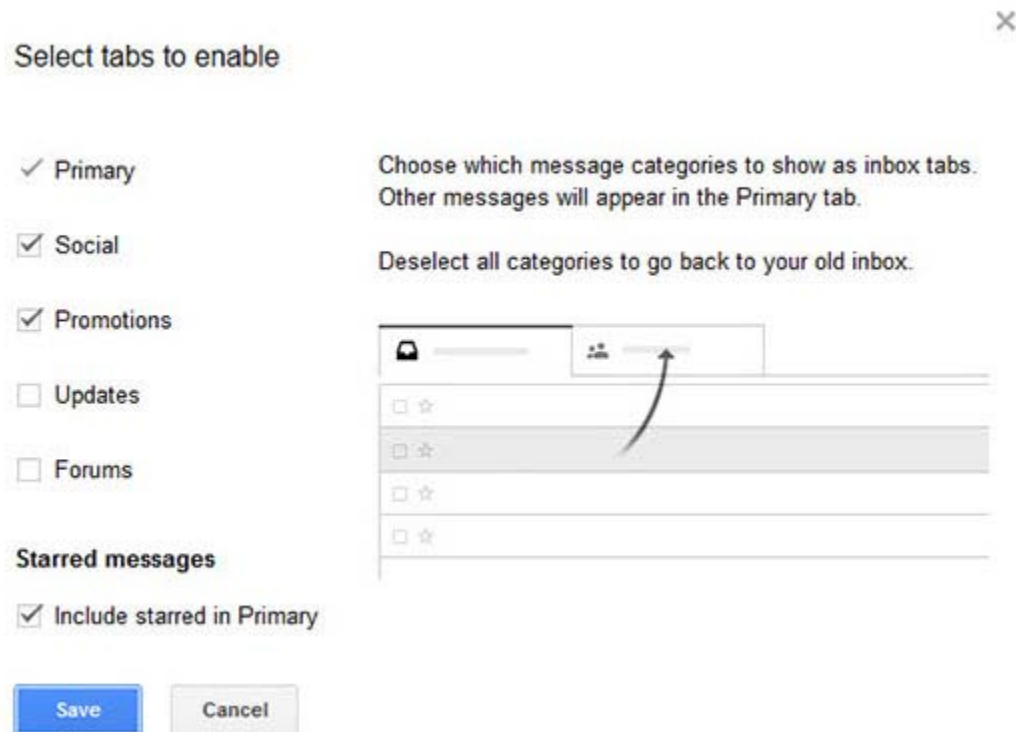 Select tabs to enable
Primary
Social
Promotions
Updates
Forums
Starred messages
Include starred in Primary
Choose which message categories to show as inbox tabs.
Other messages will appear in the Primary tab.
Deselect all categories to go back to your old inbox.
Save
Cancel